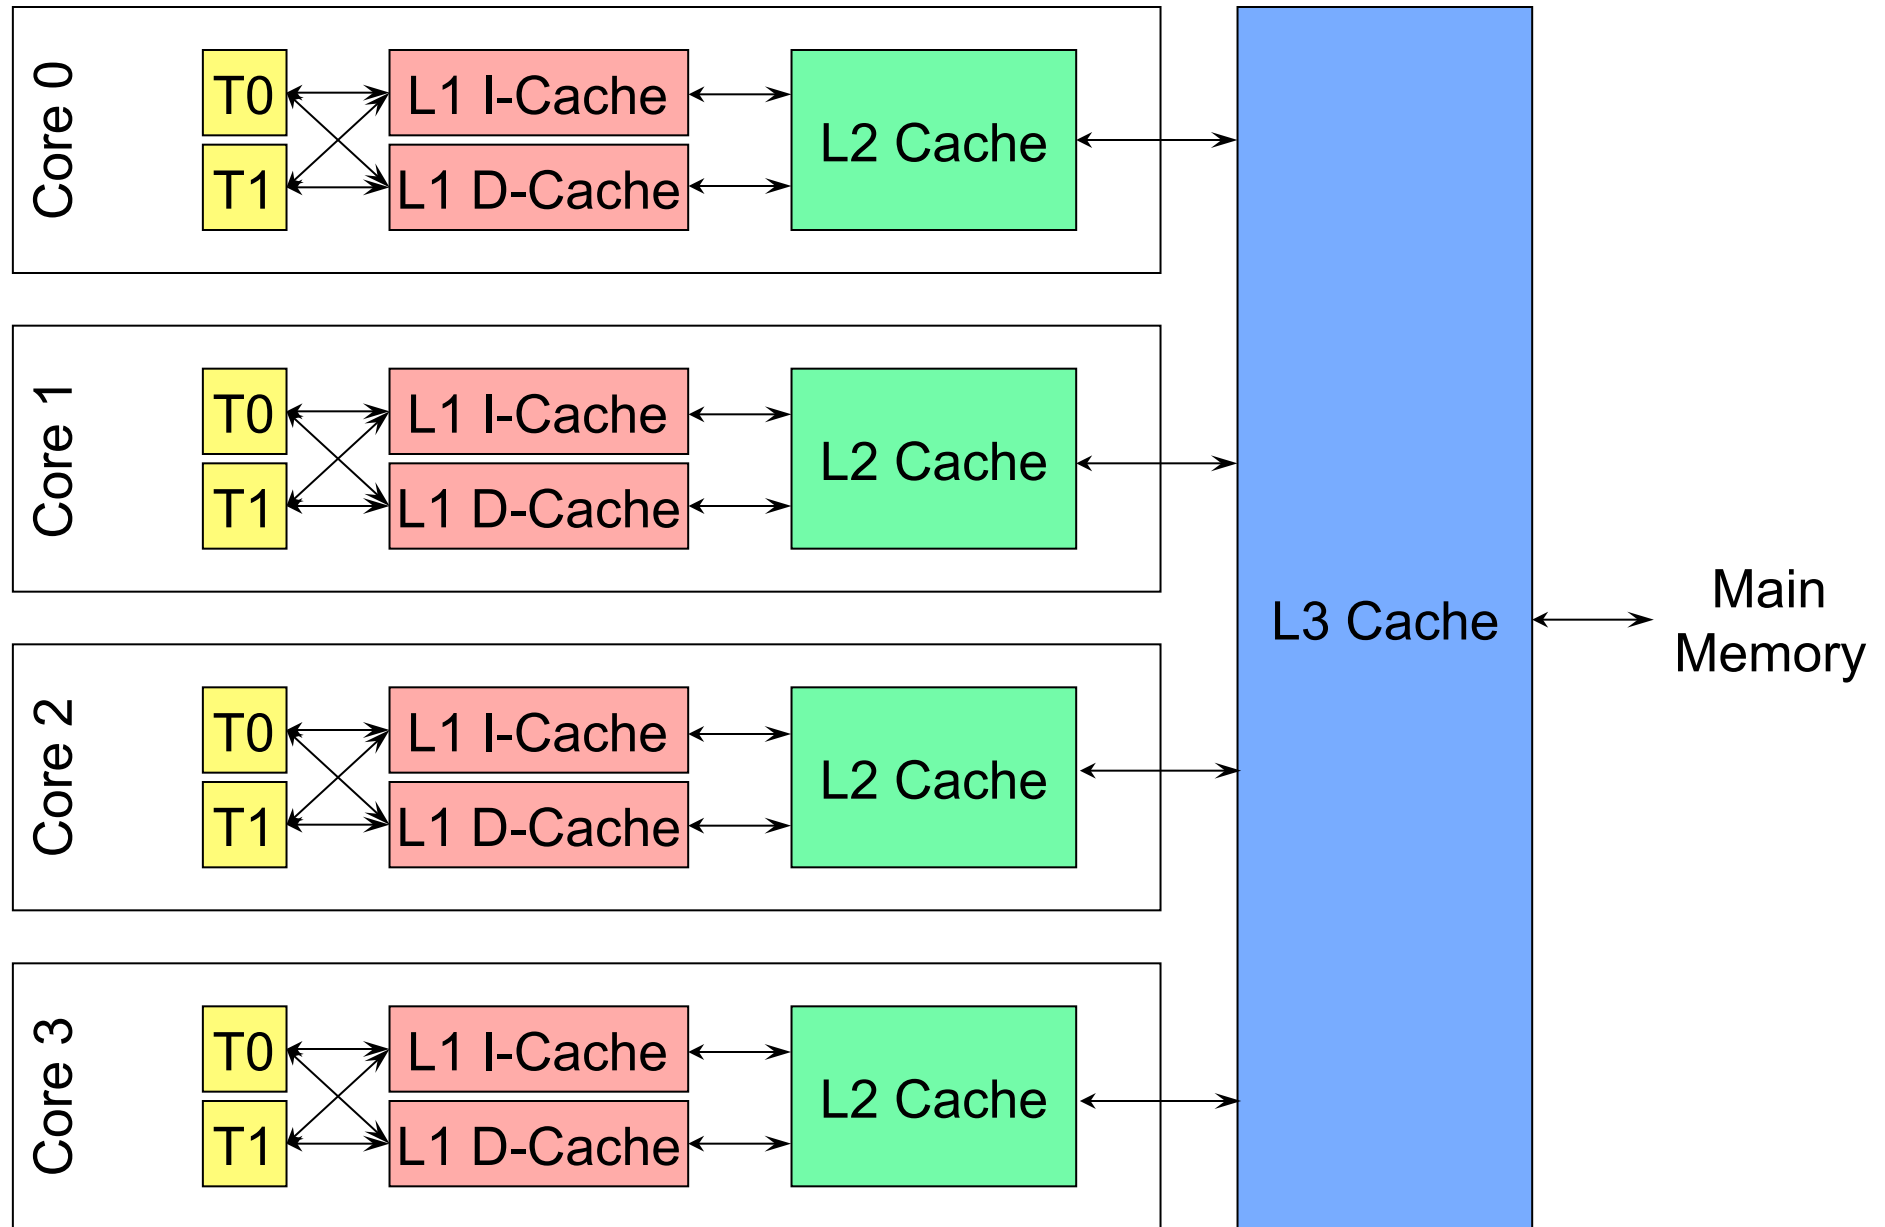 Core 0
T0
L1 I-Cache
T1
L1 D-Cache
L2 Cache
Core 1
T0
L1 I-Cache
T1
L1 D-Cache
L2 Cache
Core 2
T0
L1 I-Cache
T1
L1 D-Cache
L2 Cache
Core 3
T0
L1 I-Cache
T1
L1 D-Cache
L2 Cache
L3 Cache
Main
Memory